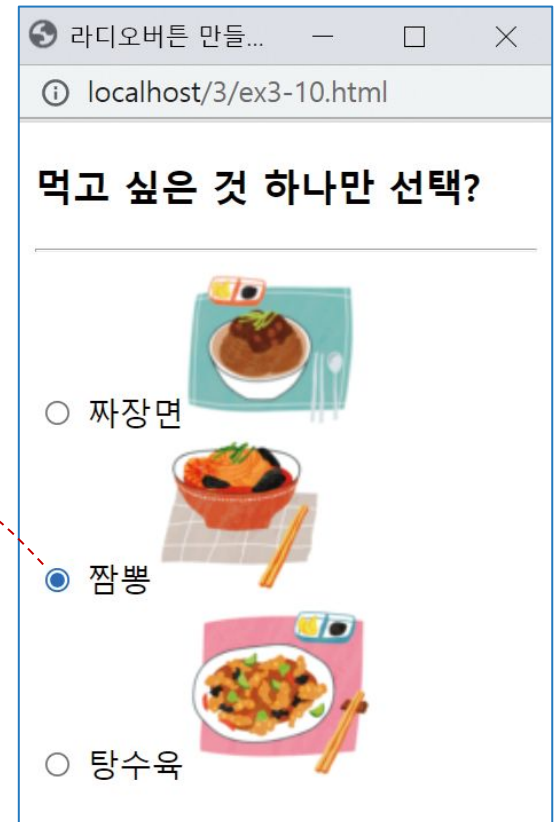 라디오버튼 만들...
localhost/3/ex3-10.html
먹고 싶은 것 하나만 선택?
짜장면
짬뽕
탕수육